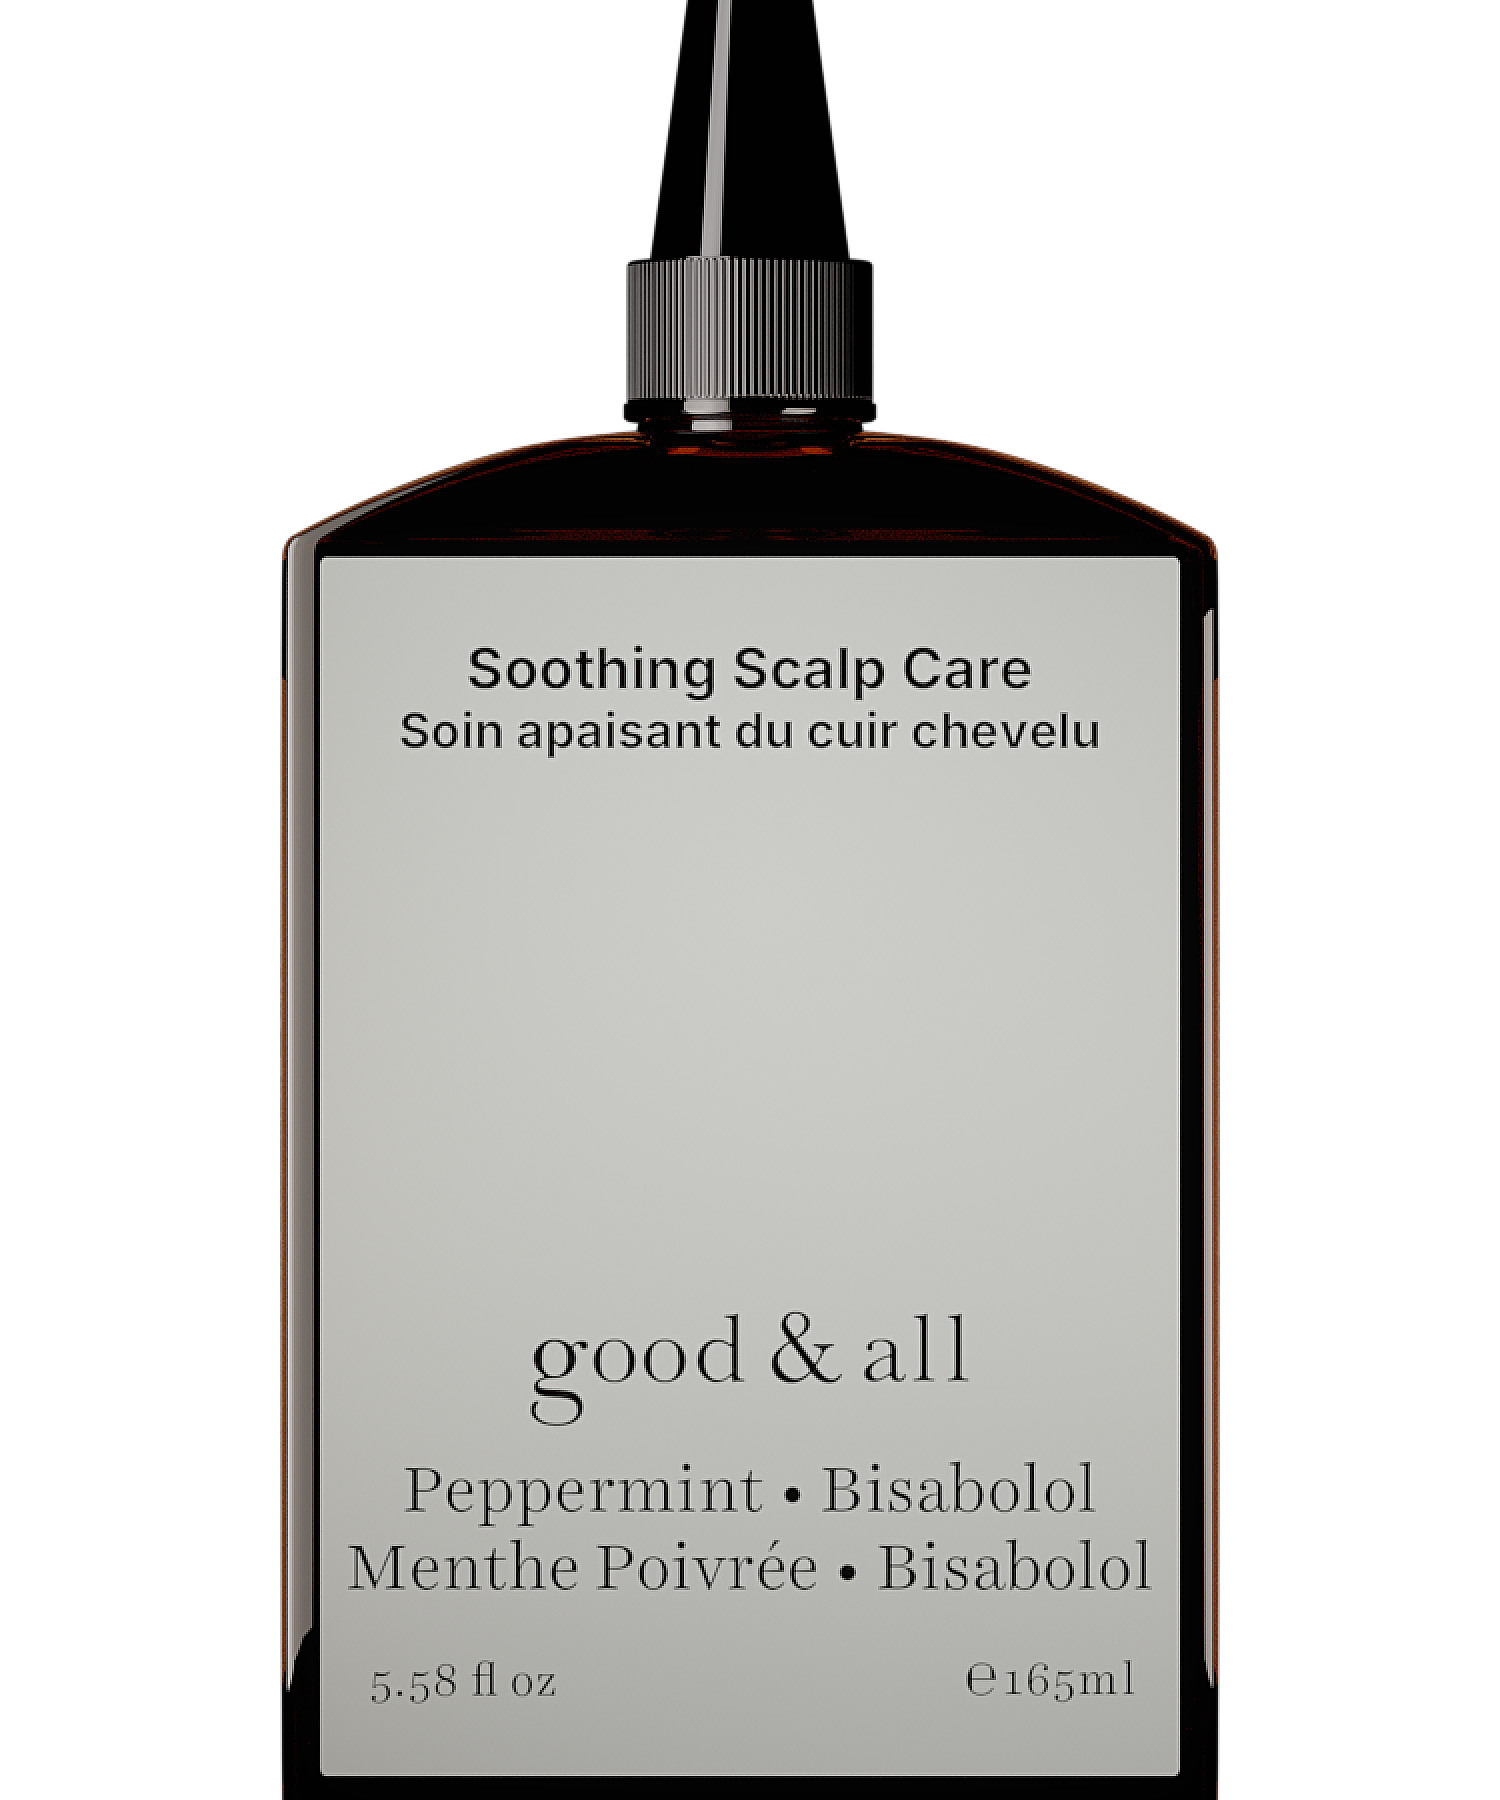 Soothing Scalp Care
Soin apaisant du cuir chevelu
good & all
Peppermint • Bisabolol
Menthe Poivrée • Bisabolol
5.58 fl oz
℮165ml